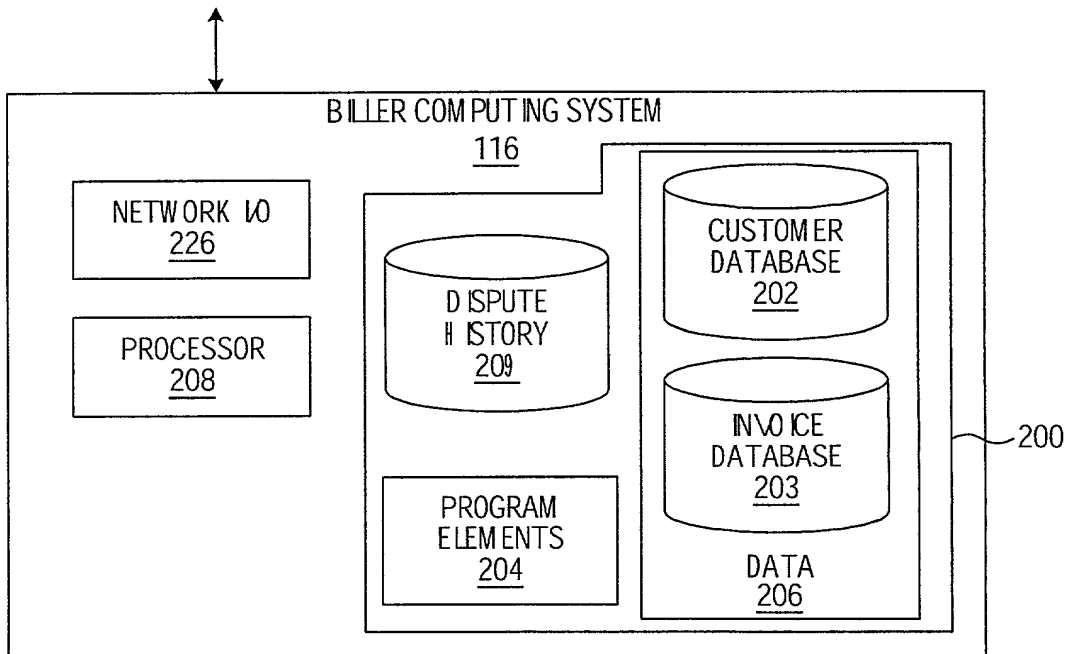 BILLER COMPUTING SYSTEM
116
NETWORK I/O
226
PROCESSOR
208
DISPUTE
HISTORY
209
PROGRAM
ELEMENTS
204
CUSTOMER
DATABASE
202
INVOICE
DATABASE
203
DATA
206
200